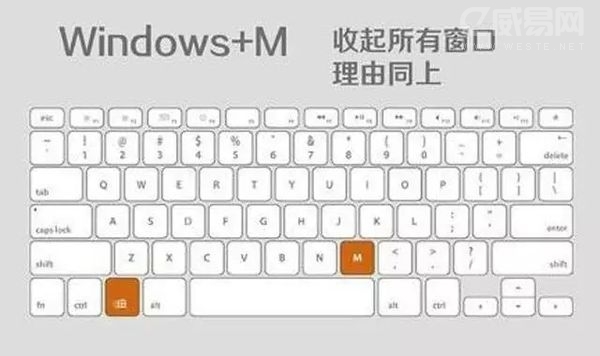 Windows+M
收起所有窗口
理由同上
威易网
esc
~ ! @ # $ % ^ & * ( ) _ +
` 1 2 3 4 5 6 7 8 9 0 - = delete
tab Q W E R T Y U I O P { } |
[ ] \
caps lock A S D F G H J K L : " enter
; '
shift Z X C V B N M < > ? shift
, . /
fn ctrl alt alt ctrl